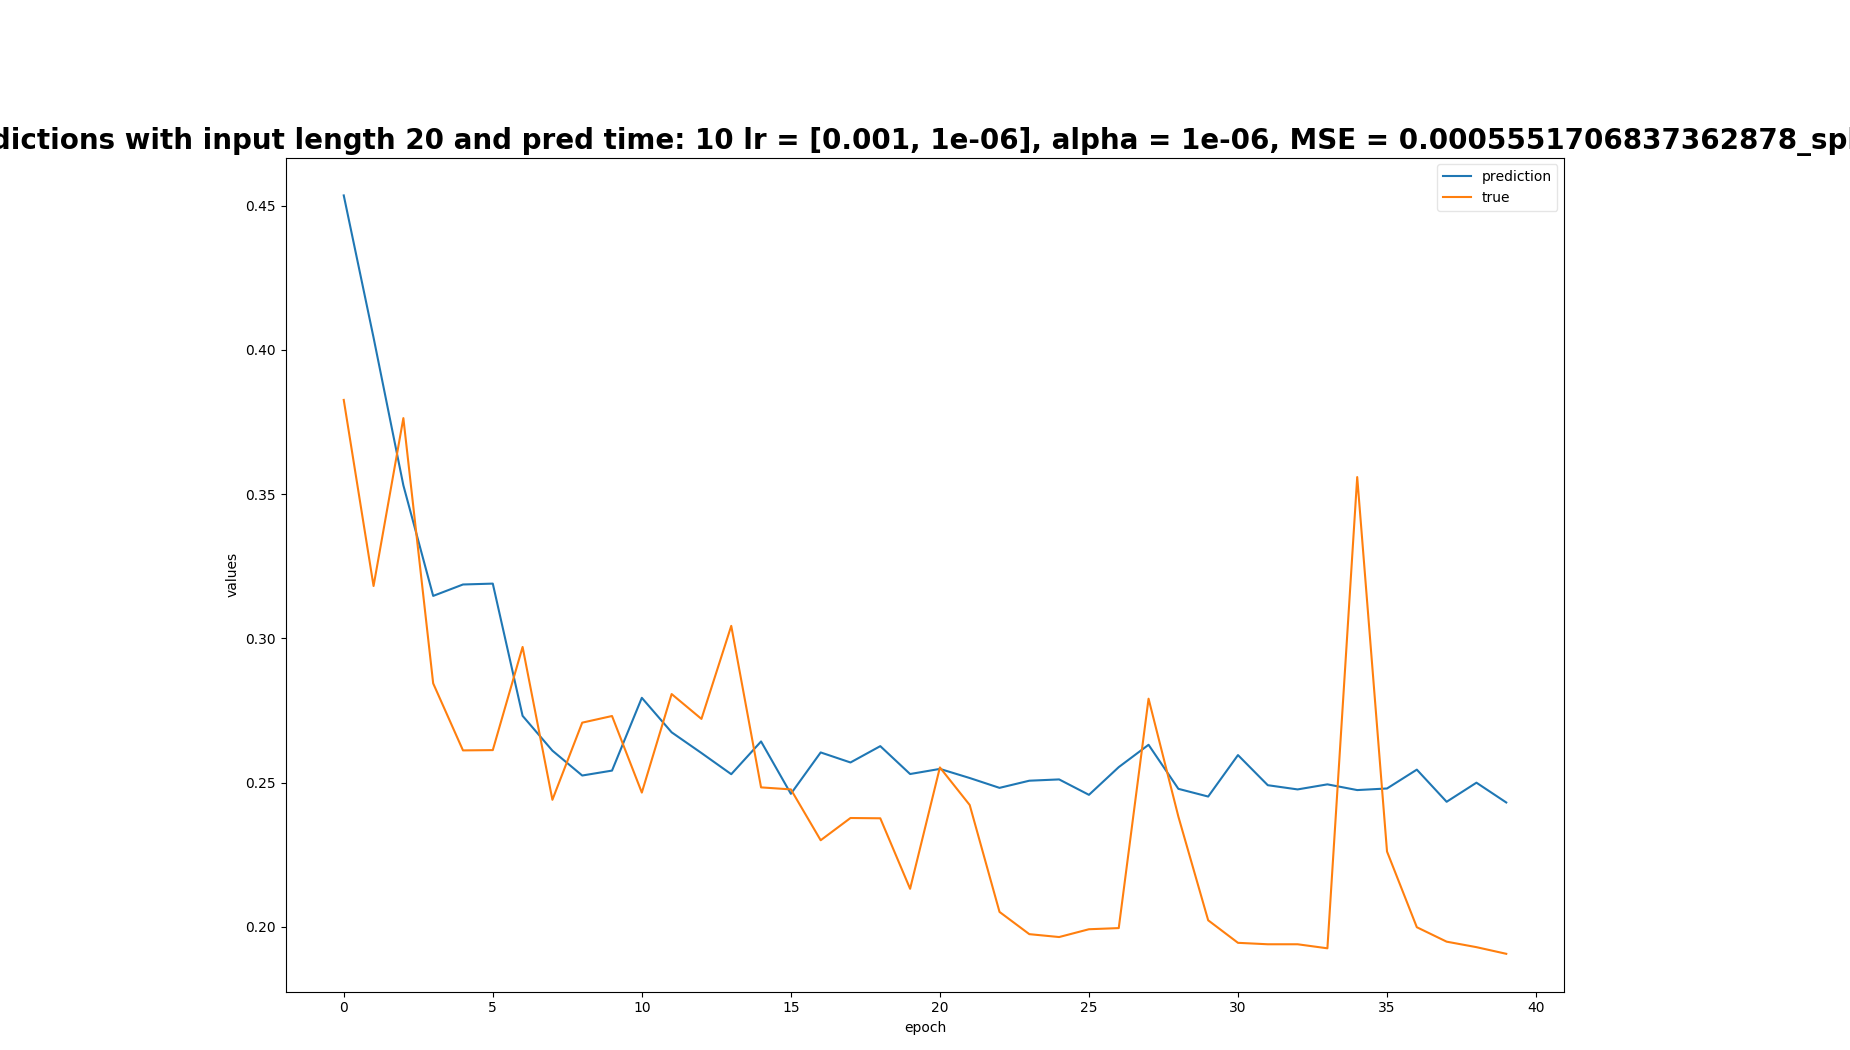 dictions with input length 20 and pred time: 10 lr = [0.001, 1e-06], alpha = 1e-06, MSE = 0.0005551706837362878_spl
prediction
true
0.45
0.40
0.35
0.30
0.25
0.20
values
0 5 10 15 20 25 30 35 40
epoch